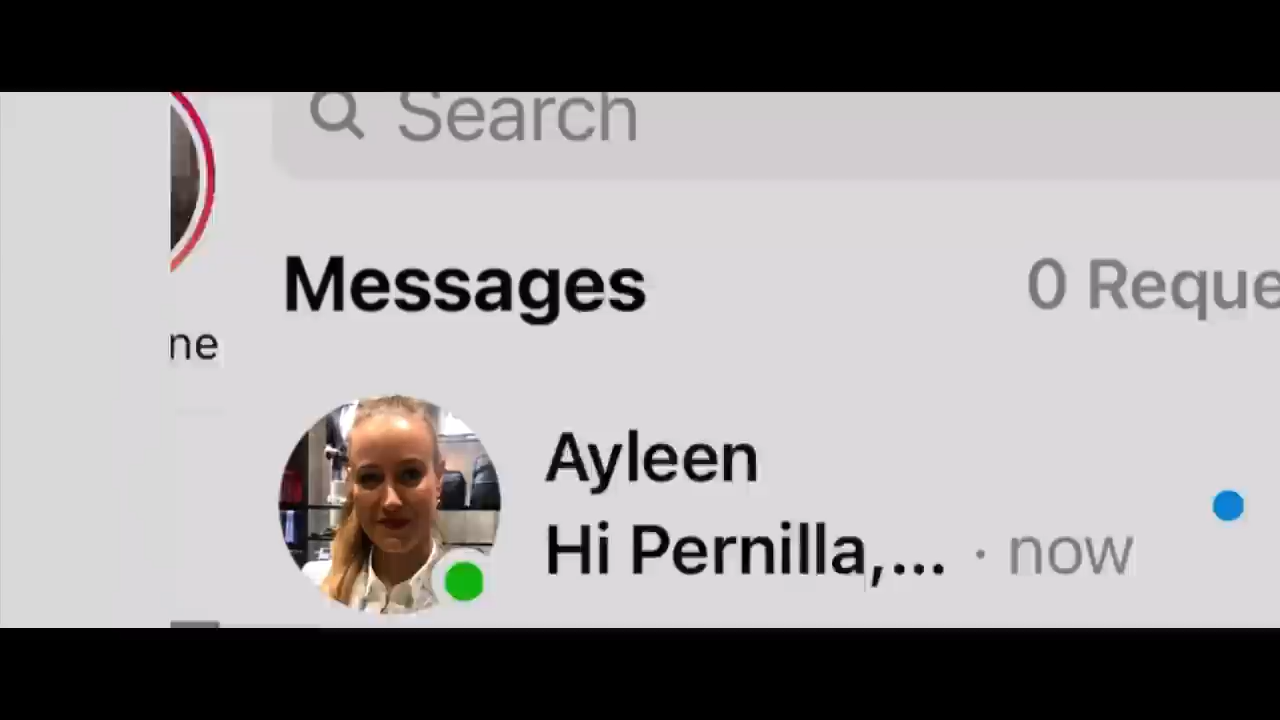 Search
Messages
0 Reque
ne
Ayleen
Hi Pernilla,... · now